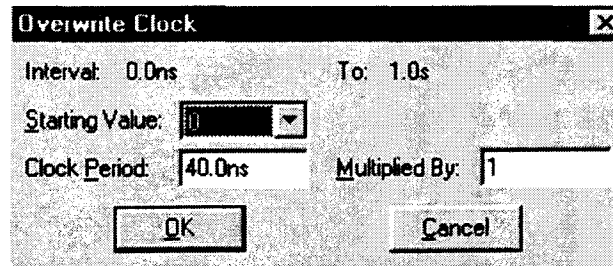 Overwrite Clock
Interval: 0.0ns To: 1.0s
Starting Value: 0
Clock Period: 40.0ns Multiplied By: 1
OK Cancel